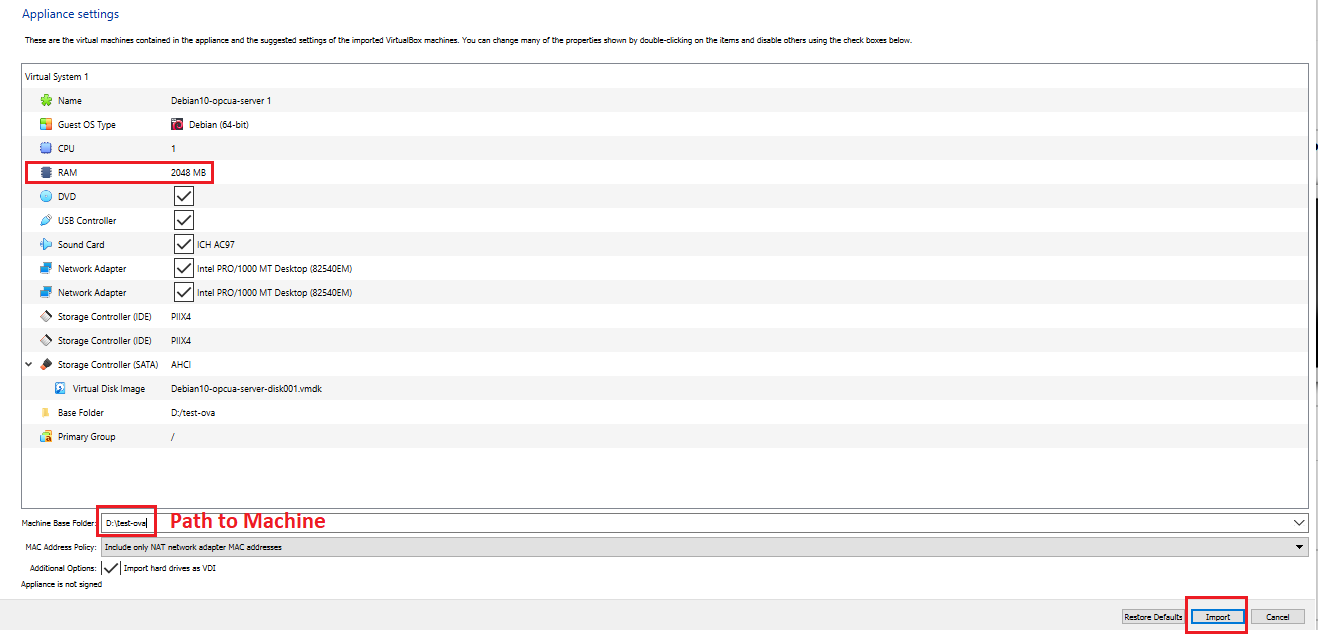 Appliance settings
These are the virtual machines contained in the appliance and the suggested settings of the imported VirtualBox machines. You can change many of the properties shown by double-clicking on the items and disable others using the check boxes below.
Virtual System 1
Name Debian10-opcua-server 1
Guest OS Type Debian (64-bit)
CPU 1
RAM 2048 MB
DVD
USB Controller
Sound Card ICH AC97
Network Adapter Intel PRO/1000 MT Desktop (82540EM)
Network Adapter Intel PRO/1000 MT Desktop (82540EM)
Storage Controller (IDE) PIIX4
Storage Controller (IDE) PIIX4
Storage Controller (SATA) AHCI
Virtual Disk Image Debian10-opcua-server-disk001.vmdk
Base Folder D:/test-ova
Primary Group /
Machine Base Folder: D:\test-ova Path to Machine
MAC Address Policy: Include only NAT network adapter MAC addresses
Additional Options: Import hard drives as VDI
Appliance is not signed
Restore Defaults Import Cancel